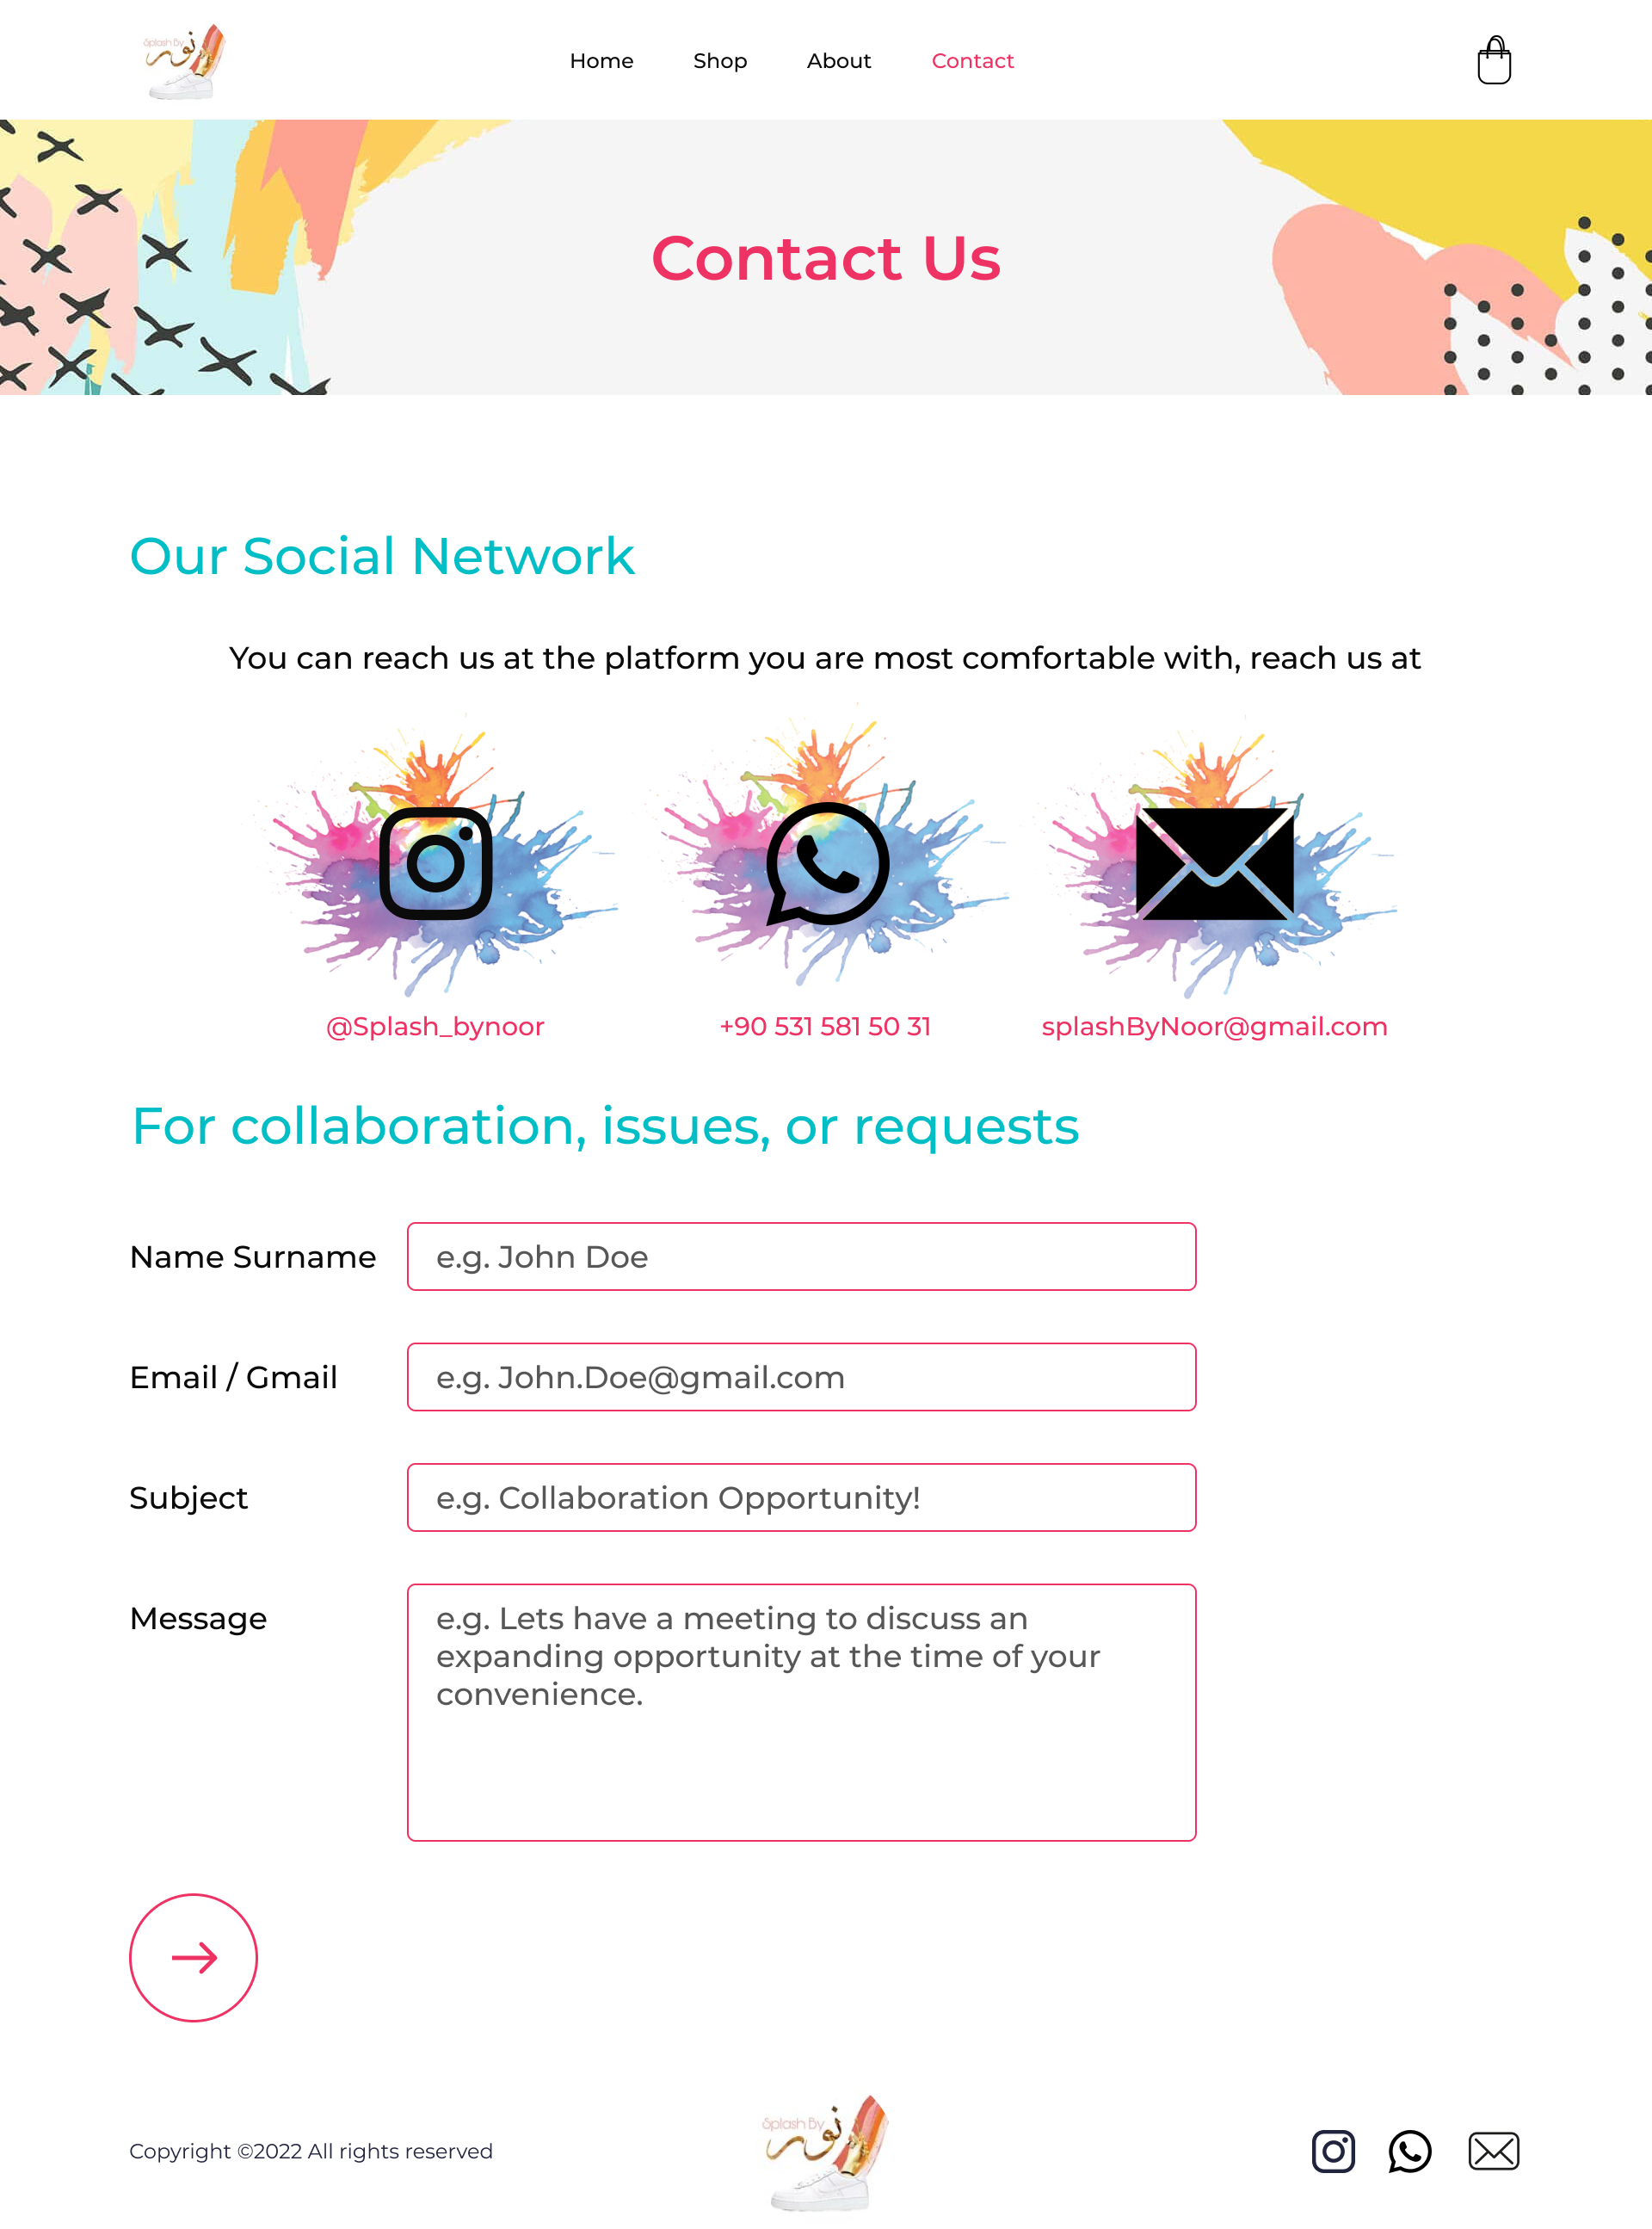 Splash By
نور
Home
Shop
About
Contact
Contact Us
Our Social Network
You can reach us at the platform you are most comfortable with, reach us at
@Splash_bynoor
+90 531 581 50 31
splashByNoor@gmail.com
For collaboration, issues, or requests
Name Surname
e.g. John Doe
Email / Gmail
e.g. John.Doe@gmail.com
Subject
e.g. Collaboration Opportunity!
Message
e.g. Lets have a meeting to discuss an
expanding opportunity at the time of your
convenience.
Copyright ©2022 All rights reserved
Splash By
نور